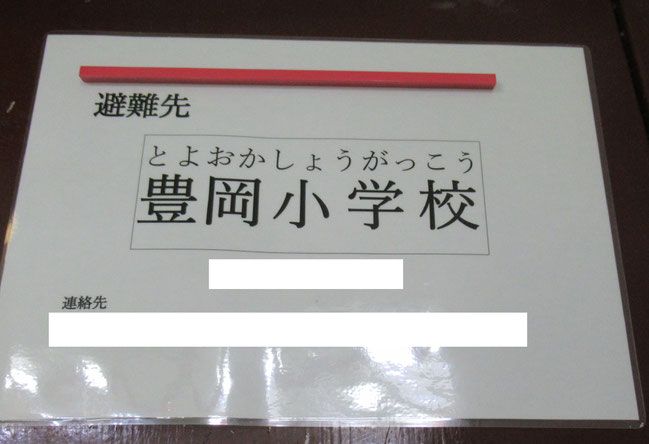 避難先
とよおかしょうがっこう
豊岡小学校
連絡先